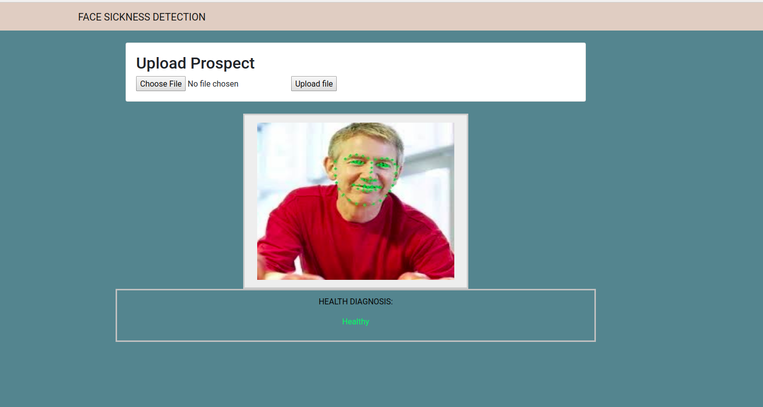 FACE SICKNESS DETECTION
Upload Prospect
Choose File No file chosen Upload file
HEALTH DIAGNOSIS:
Healthy